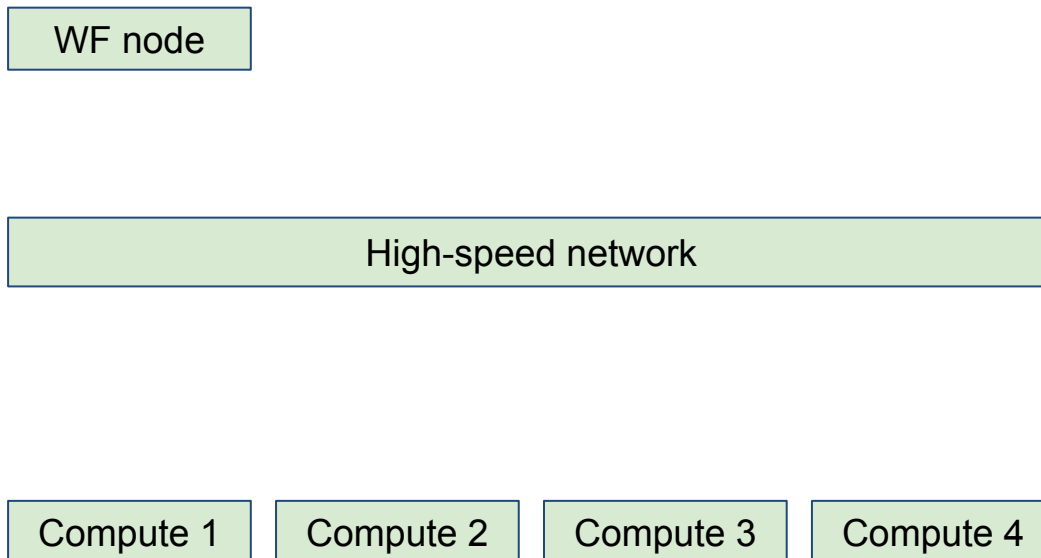 WF node
High-speed network
Compute 1
Compute 2
Compute 3
Compute 4